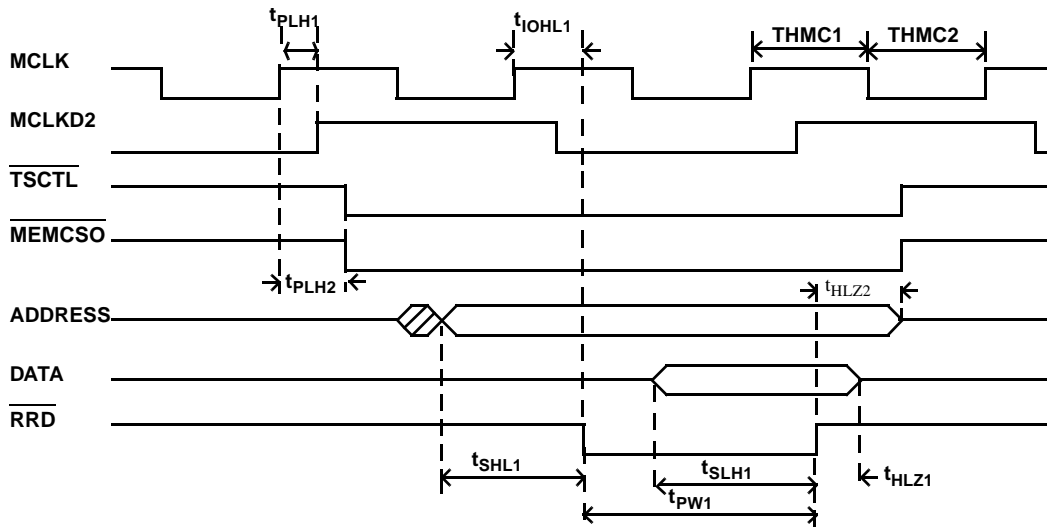 tPLH1 tIOHL1 THMC1 THMC2
MCLK
MCLKD2
TSCTL
MEMCSO
tPLH2 tHLZ2
ADDRESS
DATA
RRD
tSHL1 tSLH1 tHLZ1
tPW1